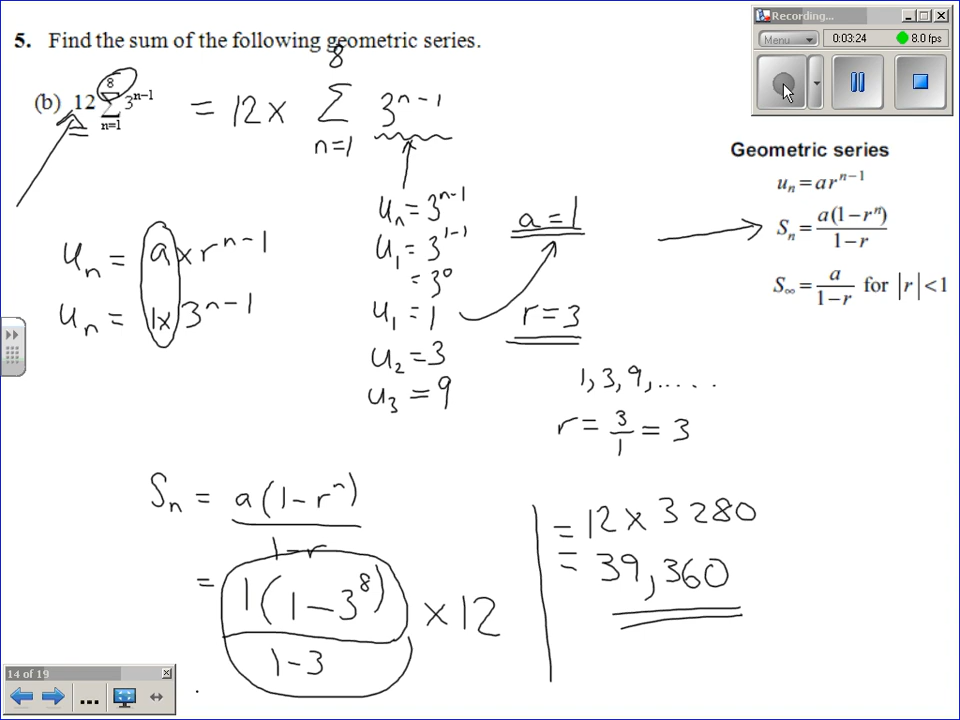 Recording...
Menu
0:03:24
8.0 fps
5. Find the sum of the following geometric series.
(b) 12 8 Σ n=1 3^{n-1} = 12 × 8 Σ n=1 3^{n-1}
Geometric series
u_n = ar^{n-1}
S_n = a(1-r^n)/1-r
S_∞ = a/1-r for |r|<1
u_n = a × r^{n-1}
u_n = 1 × 3^{n-1}
u_n = 3^{n-1}
u_1 = 3^{1-1}
= 3^0
u_1 = 1
u_2 = 3
u_3 = 9
a = 1
r = 3
1, 3, 9, .....
r = 3/1 = 3
S_n = a(1-r^n)/1-r
= 1(1-3^8)/1-3 × 12
= 12 × 3280
= 39,360
14 of 19
...